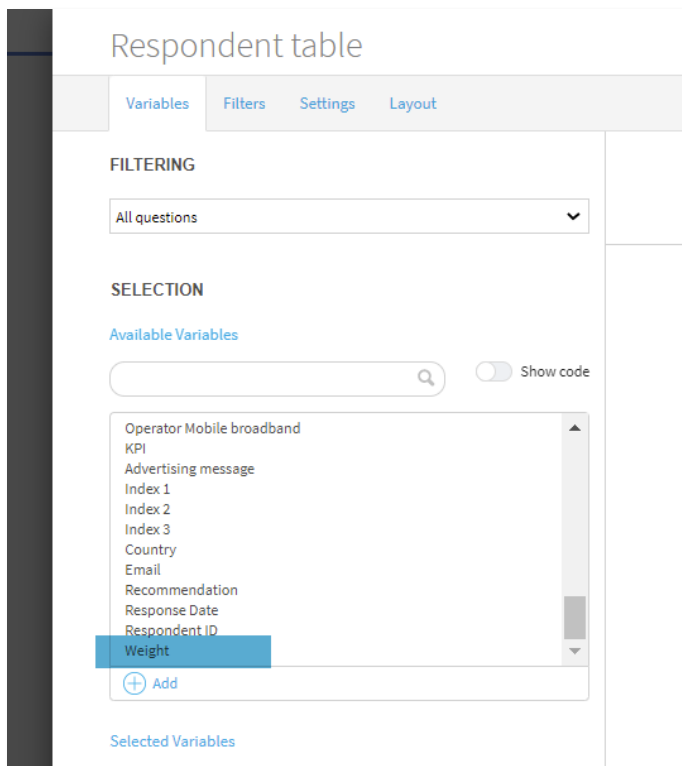 Respondent table
Variables Filters Settings Layout
FILTERING
All questions
SELECTION
Available Variables
Show code
Operator Mobile broadband
KPI
Advertising message
Index 1
Index 2
Index 3
Country
Email
Recommendation
Response Date
Respondent ID
Weight
Add
Selected Variables